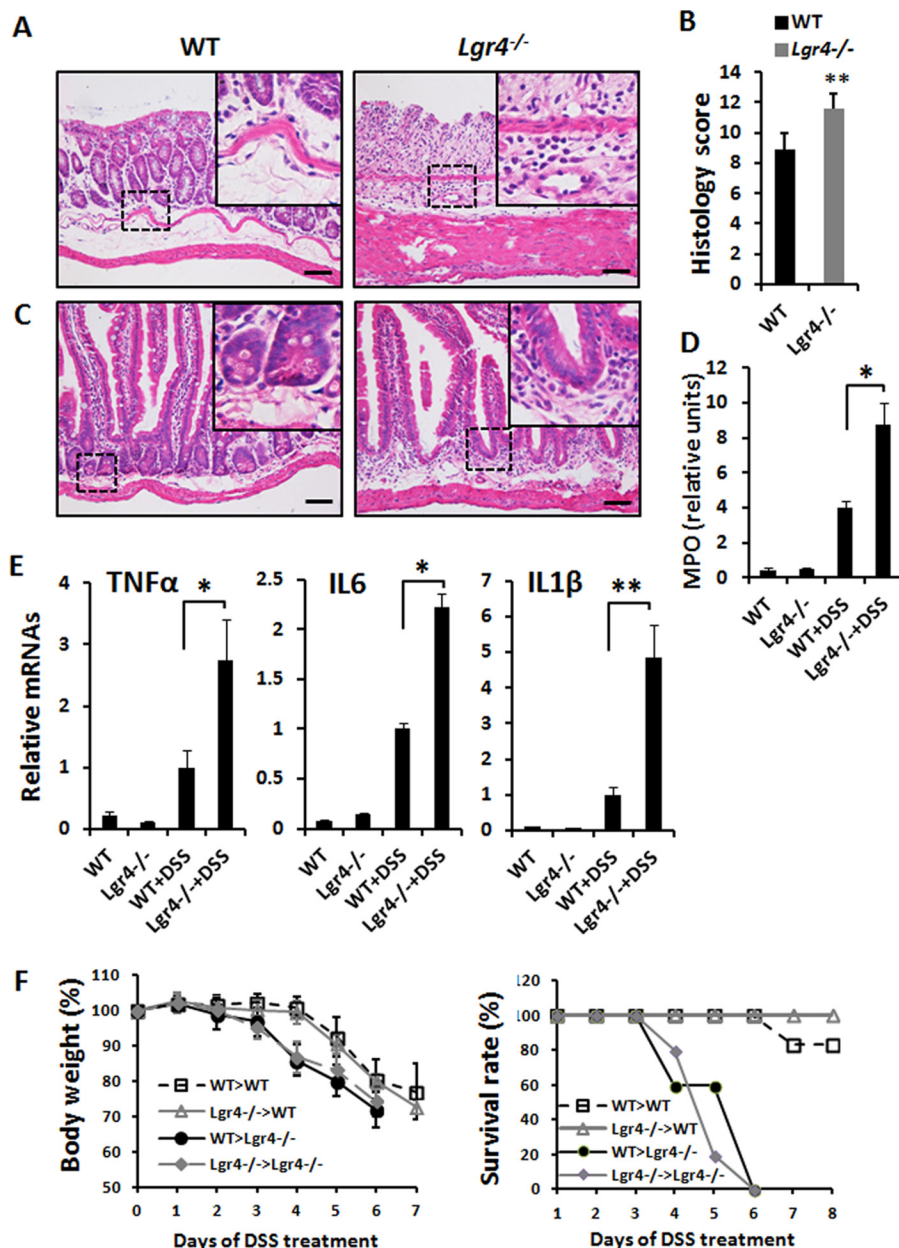 A
WT
Lgr4-/-
B
WT
Lgr4-/-
**
Histology score
14
12
10
8
6
4
2
0
WT
Lgr4-/-
C
D
*
MPO (relative units)
12
10
8
6
4
2
0
WT
Lgr4-/-
WT+DSS
Lgr4-/-+DSS
E
Relative mRNAs
TNFα
*
4
3
2
1
0
WT
Lgr4-/-
WT+DSS
Lgr4-/-+DSS
IL6
*
2.5
2
1.5
1
0.5
0
WT
Lgr4-/-
WT+DSS
Lgr4-/-+DSS
IL1β
**
7
6
5
4
3
2
1
0
WT
Lgr4-/-
WT+DSS
Lgr4-/-+DSS
F
Body weight (%)
110
100
90
80
70
60
50
WT>WT
Lgr4-/->WT
WT>Lgr4-/-
Lgr4-/->Lgr4-/-
0 1 2 3 4 5 6 7
Days of DSS treatment
Survival rate (%)
120
100
80
60
40
20
0
WT>WT
Lgr4-/->WT
WT>Lgr4-/-
Lgr4-/->Lgr4-/-
1 2 3 4 5 6 7 8
Days of DSS treatment